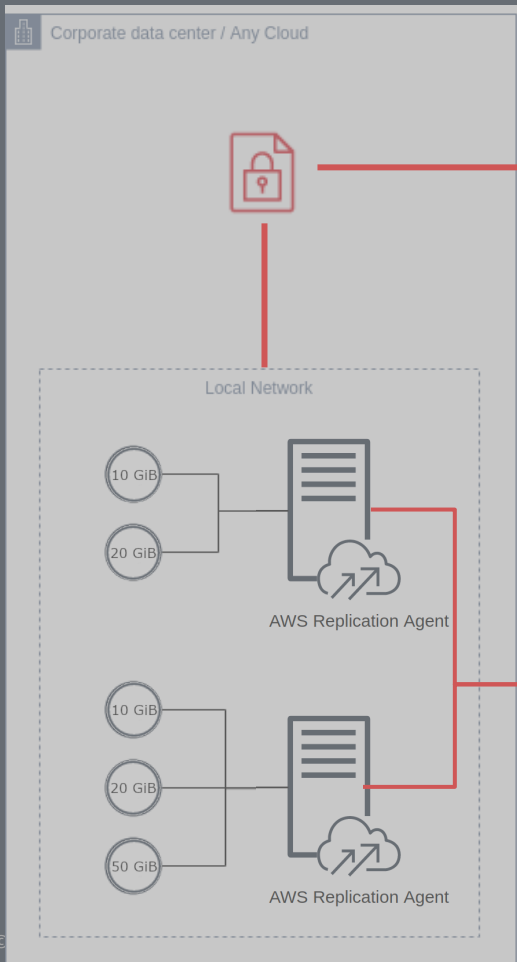 Corporate data center / Any Cloud
Local Network
10 GiB
20 GiB
AWS Replication Agent
10 GiB
20 GiB
50 GiB
AWS Replication Agent